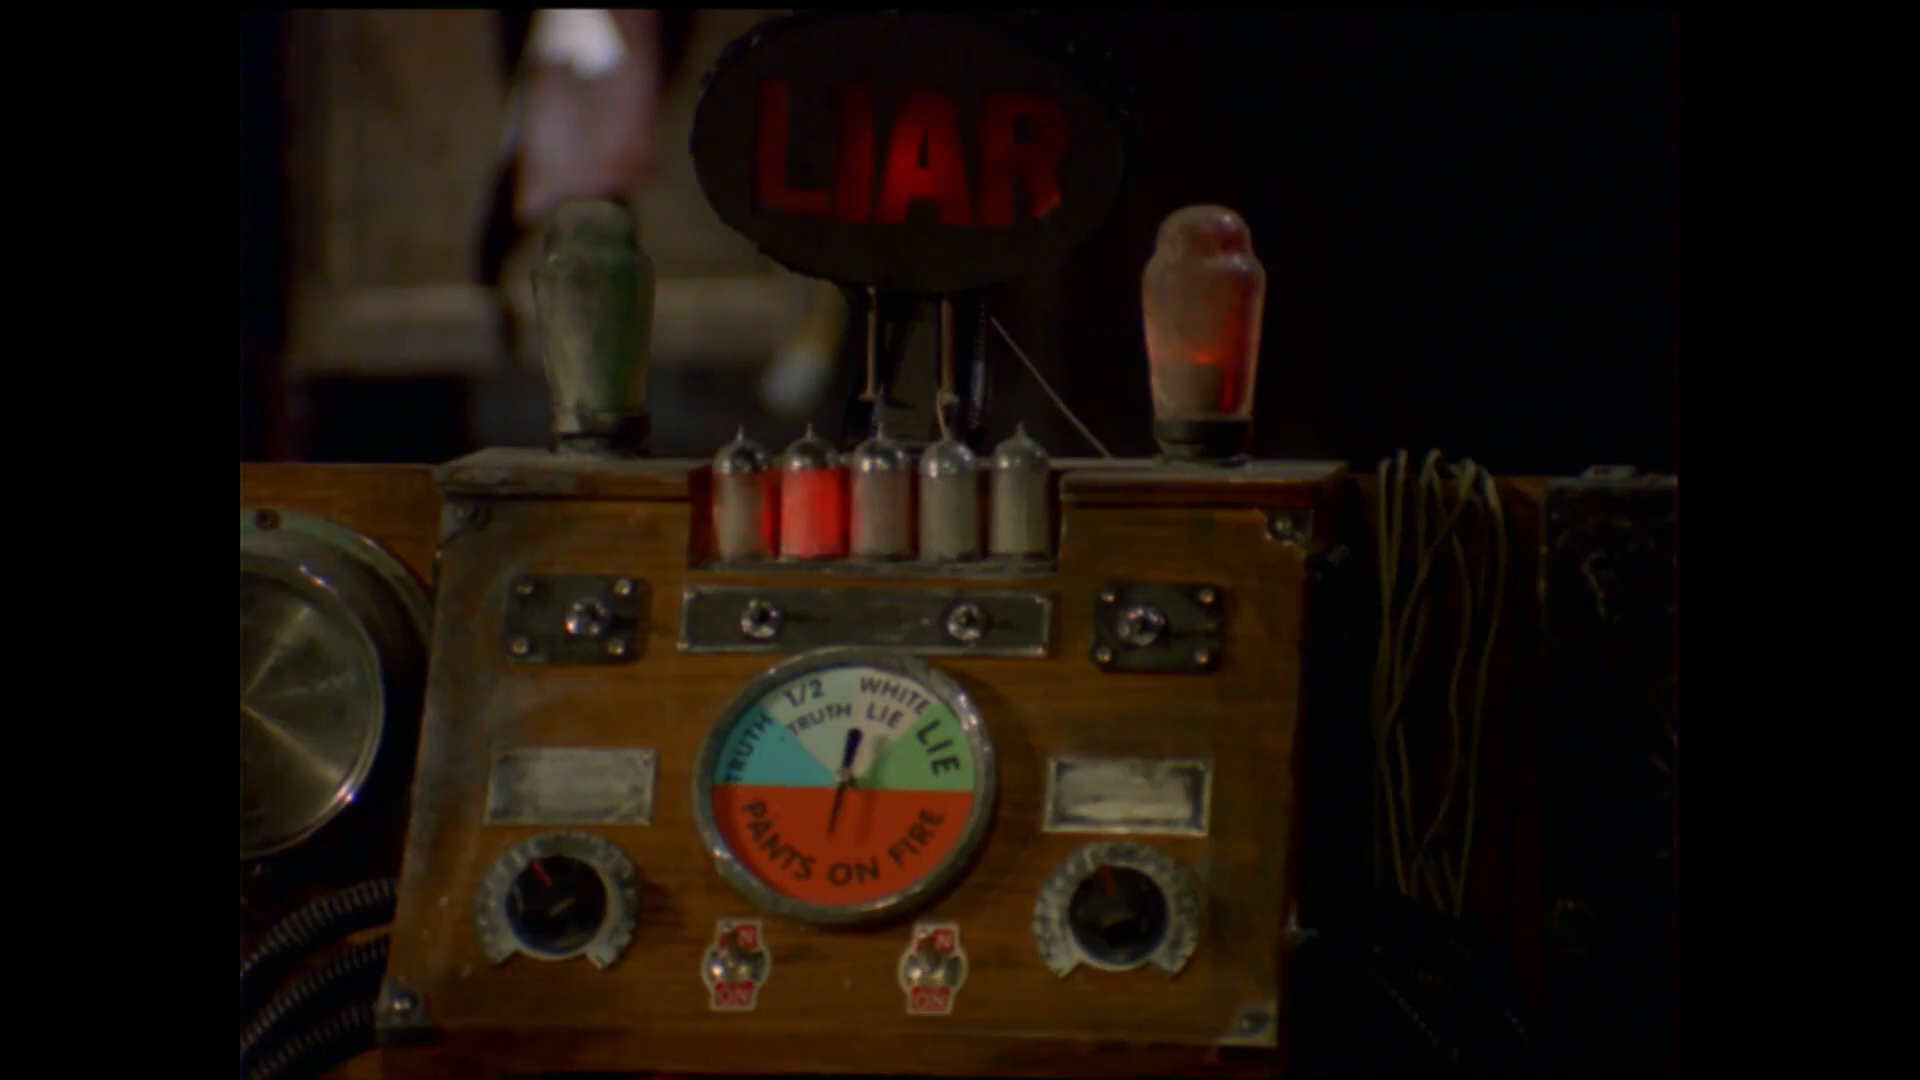 LIAR
1/2 TRUTH
WHITE LIE
TRUTH
LIE
PANTS ON FIRE
ON
ON